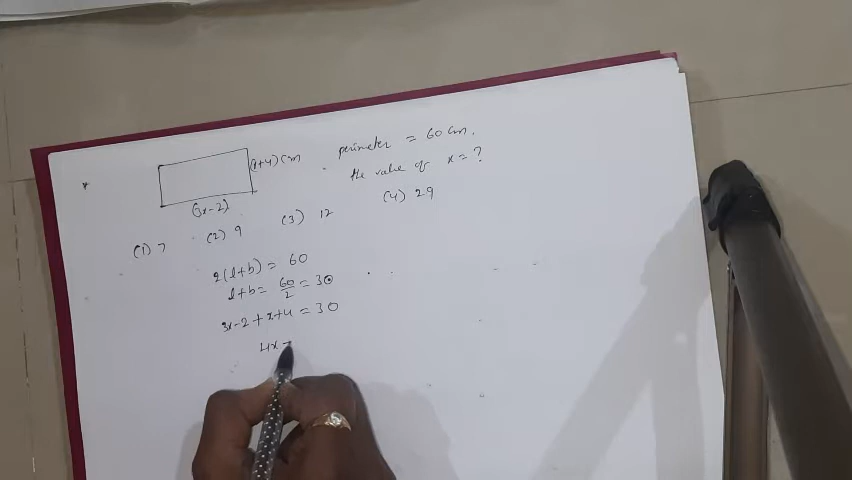 * (x+4) cm . perimeter = 60 cm.
the value of x = ?
(3x-2)
(1) 7 (2) 9 (3) 12 (4) 29
2(l+b) = 60
l+b = 60/2 = 30
3x-2+x+4 = 30
4x